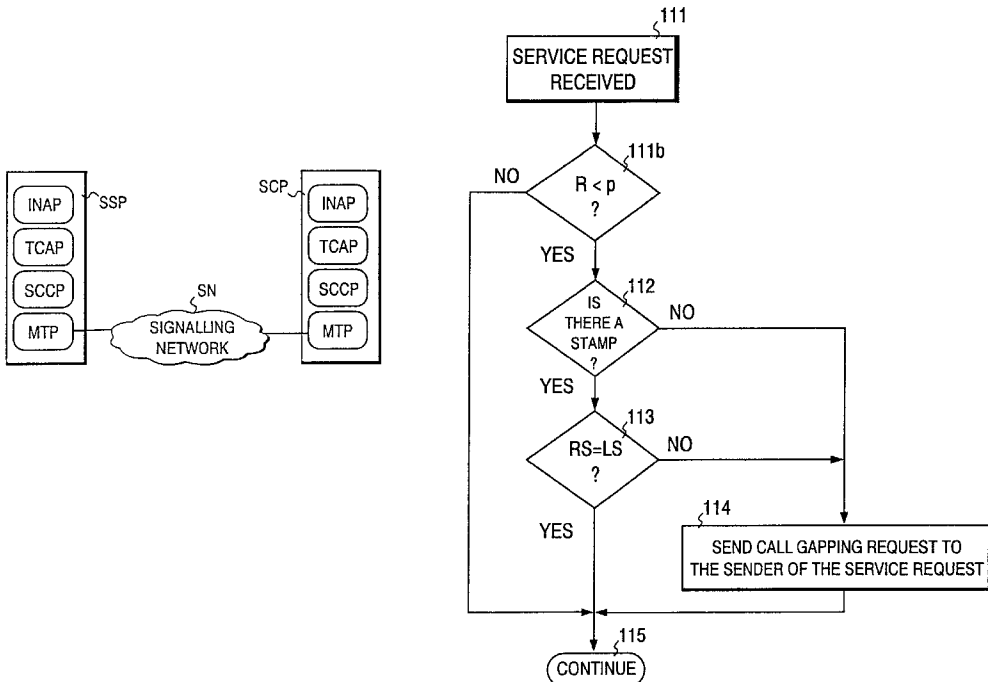 INAP
TCAP
SCCP
MTP
SSP
SN
SIGNALLING
NETWORK
SCP
INAP
TCAP
SCCP
MTP
111
SERVICE REQUEST
RECEIVED
111b
R < p
?
NO
YES
112
IS
THERE A
STAMP
?
NO
YES
113
RS=LS
?
NO
YES
114
SEND CALL GAPPING REQUEST TO
THE SENDER OF THE SERVICE REQUEST
115
CONTINUE